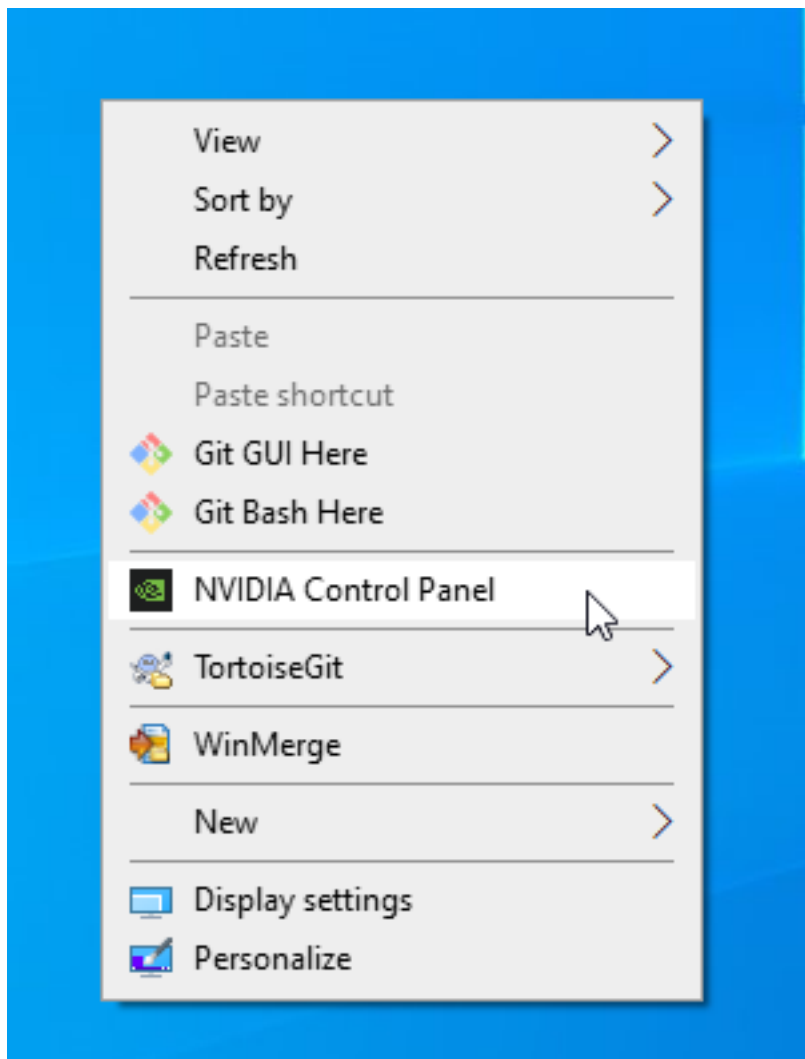 View
Sort by
Refresh
Paste
Paste shortcut
Git GUI Here
Git Bash Here
NVIDIA Control Panel
TortoiseGit
WinMerge
New
Display settings
Personalize